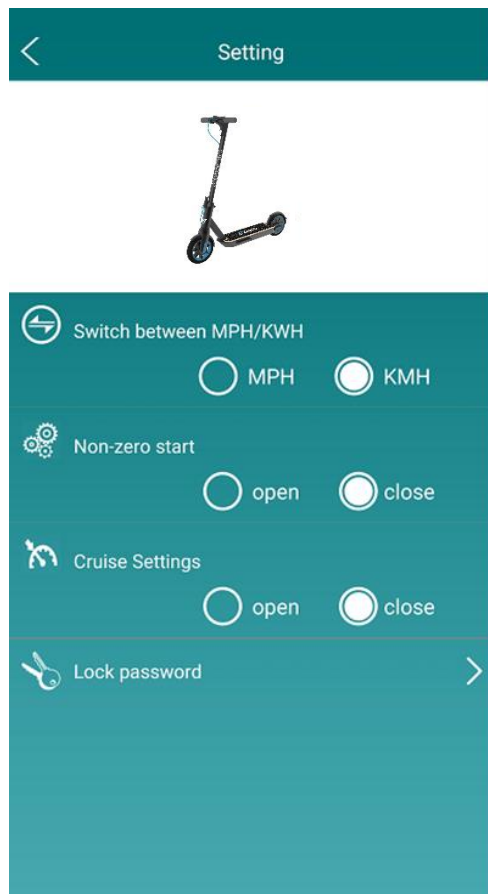 Setting
Switch between MPH/KWH
MPH KMH
Non-zero start
open close
Cruise Settings
open close
Lock password